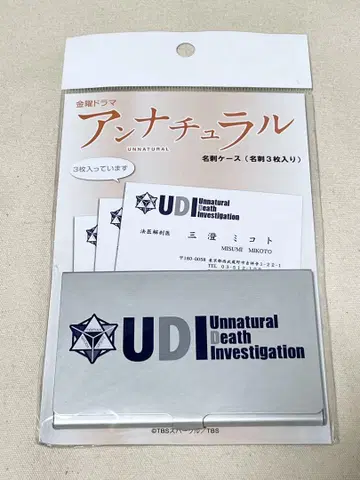 金曜ドラマ
アンナチュラル
UNNATURAL
名刺ケース（名刺3枚入り）
3枚入っています
UDI Unnatural
Death
Investigation
法医解剖医 三澄 ミコト
MISUMI MIKOTO
〒180-0058
TEL
UDI Unnatural
Death
Investigation
©TBSスパークル/TBS